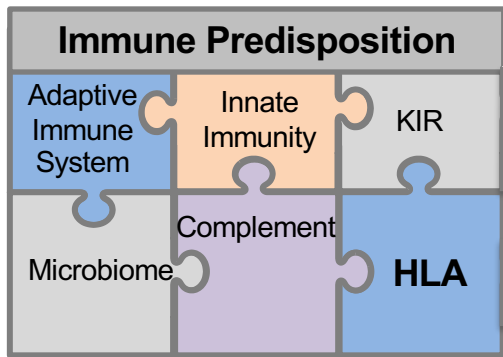 Immune Predisposition
Adaptive
Immune
System
Innate
Immunity
KIR
Microbiome
Complement
HLA